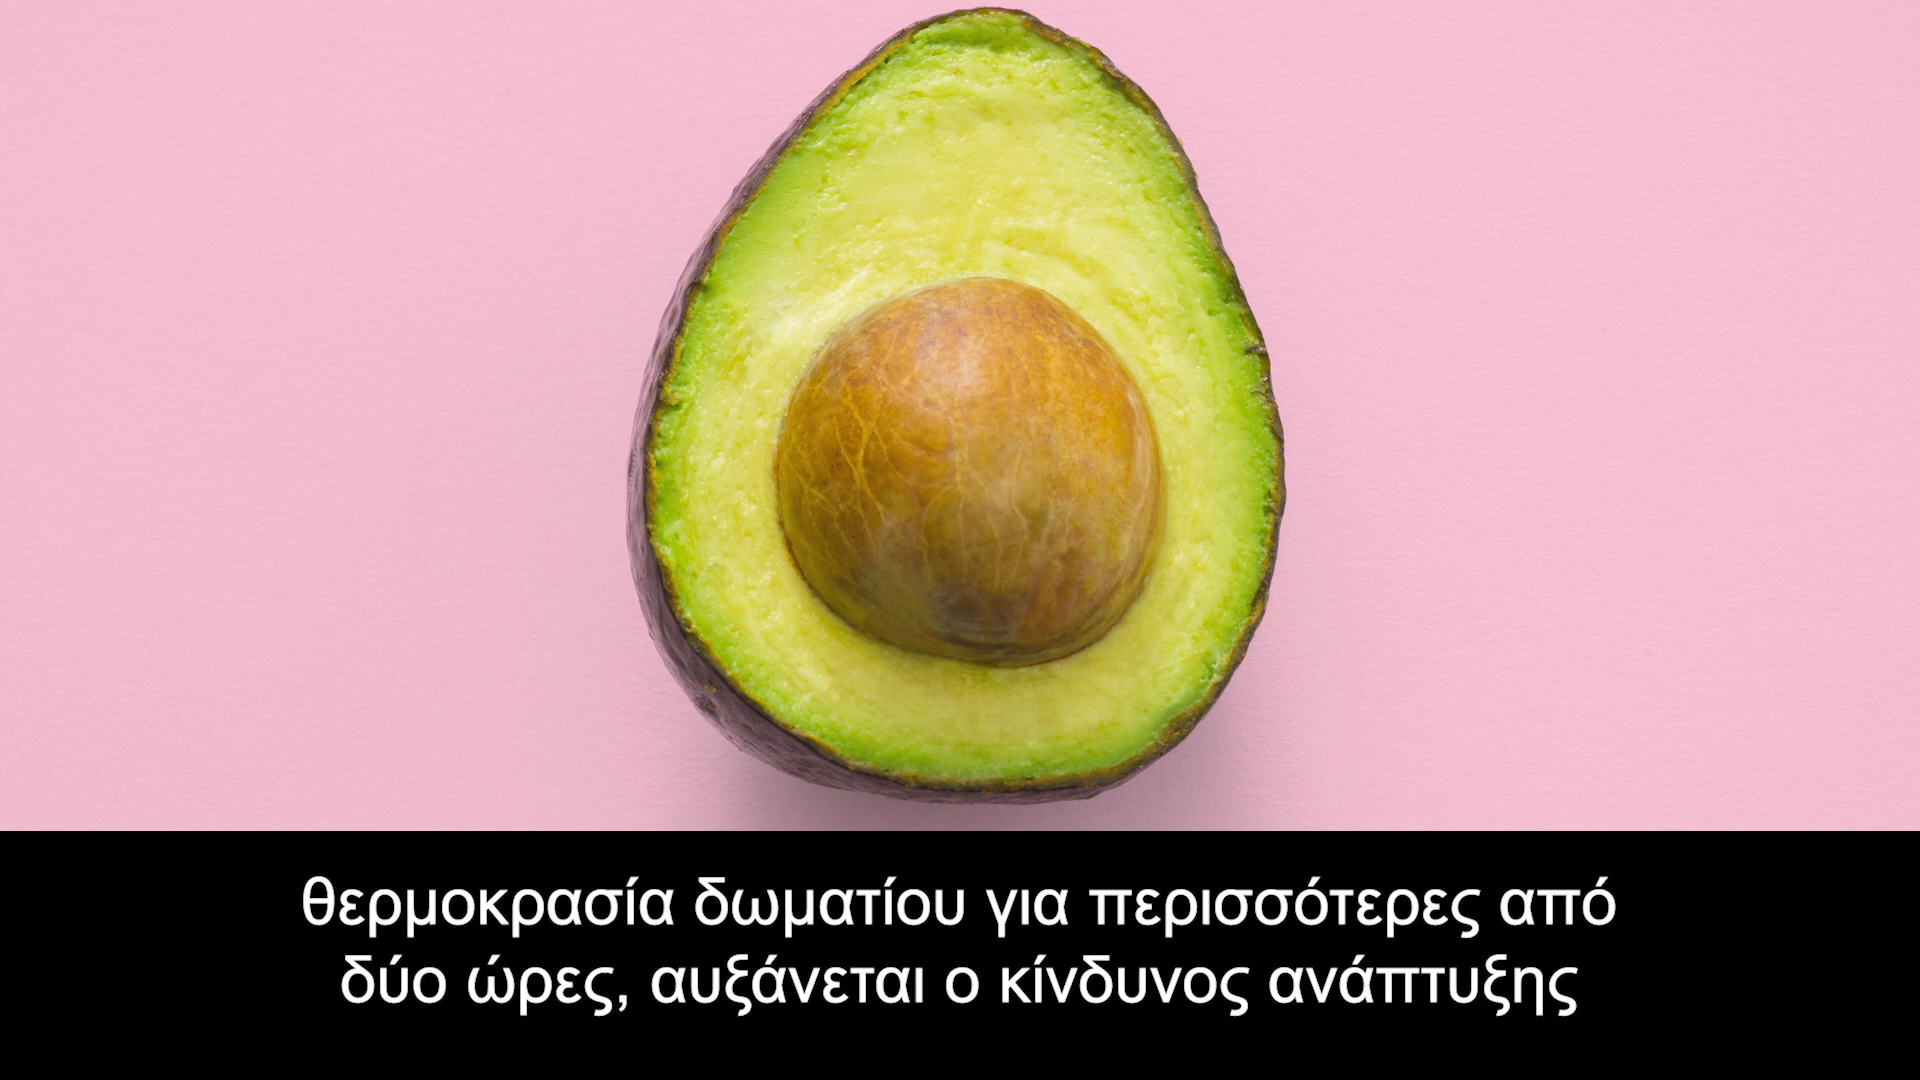 θερμοκρασία δωματίου για περισσότερες από
δύο ώρες, αυξάνεται ο κίνδυνος ανάπτυξης